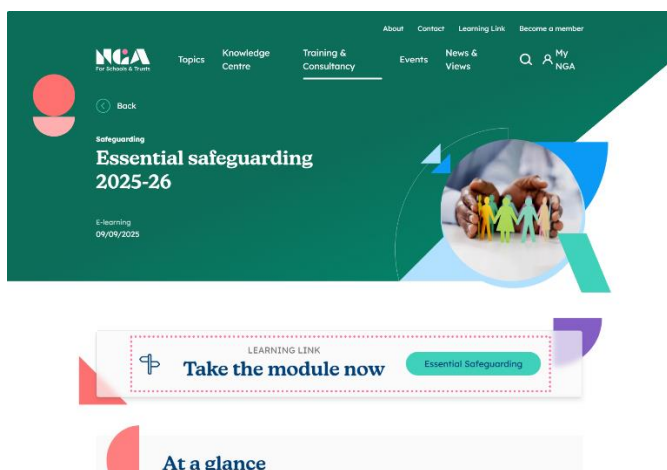 About Contact Learning Link Become a member
NGA
For Schools & Trusts
Topics
Knowledge
Centre
Training &
Consultancy
Events
News &
Views
My
NGA
Back
Safeguarding
Essential safeguarding
2025-26
E-learning
09/09/2025
LEARNING LINK
Take the module now
Essential Safeguarding
At a glance